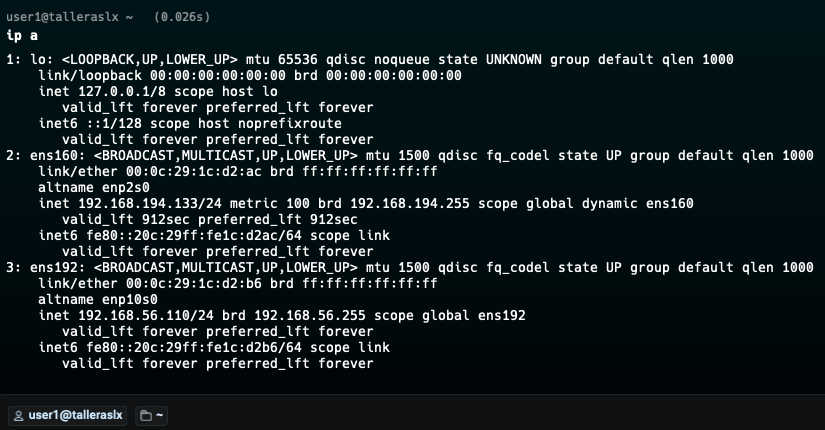 user1@talleraslx ~ (0.026s)
ip a
1: lo: <LOOPBACK,UP,LOWER_UP> mtu 65536 qdisc noqueue state UNKNOWN group default qlen 1000
link/loopback 00:00:00:00:00:00 brd 00:00:00:00:00:00
inet 127.0.0.1/8 scope host lo
valid_lft forever preferred_lft forever
inet6 ::1/128 scope host noprefixroute
valid_lft forever preferred_lft forever
2: ens160: <BROADCAST,MULTICAST,UP,LOWER_UP> mtu 1500 qdisc fq_codel state UP group default qlen 1000
link/ether 00:0c:29:1c:d2:ac brd ff:ff:ff:ff:ff:ff
altname enp2s0
inet 192.168.194.133/24 metric 100 brd 192.168.194.255 scope global dynamic ens160
valid_lft 912sec preferred_lft 912sec
inet6 fe80::20c:29ff:fe1c:d2ac/64 scope link
valid_lft forever preferred_lft forever
3: ens192: <BROADCAST,MULTICAST,UP,LOWER_UP> mtu 1500 qdisc fq_codel state UP group default qlen 1000
link/ether 00:0c:29:1c:d2:b6 brd ff:ff:ff:ff:ff:ff
altname enp10s0
inet 192.168.56.110/24 brd 192.168.56.255 scope global ens192
valid_lft forever preferred_lft forever
inet6 fe80::20c:29ff:fe1c:d2b6/64 scope link
valid_lft forever preferred_lft forever
user1@talleraslx ~